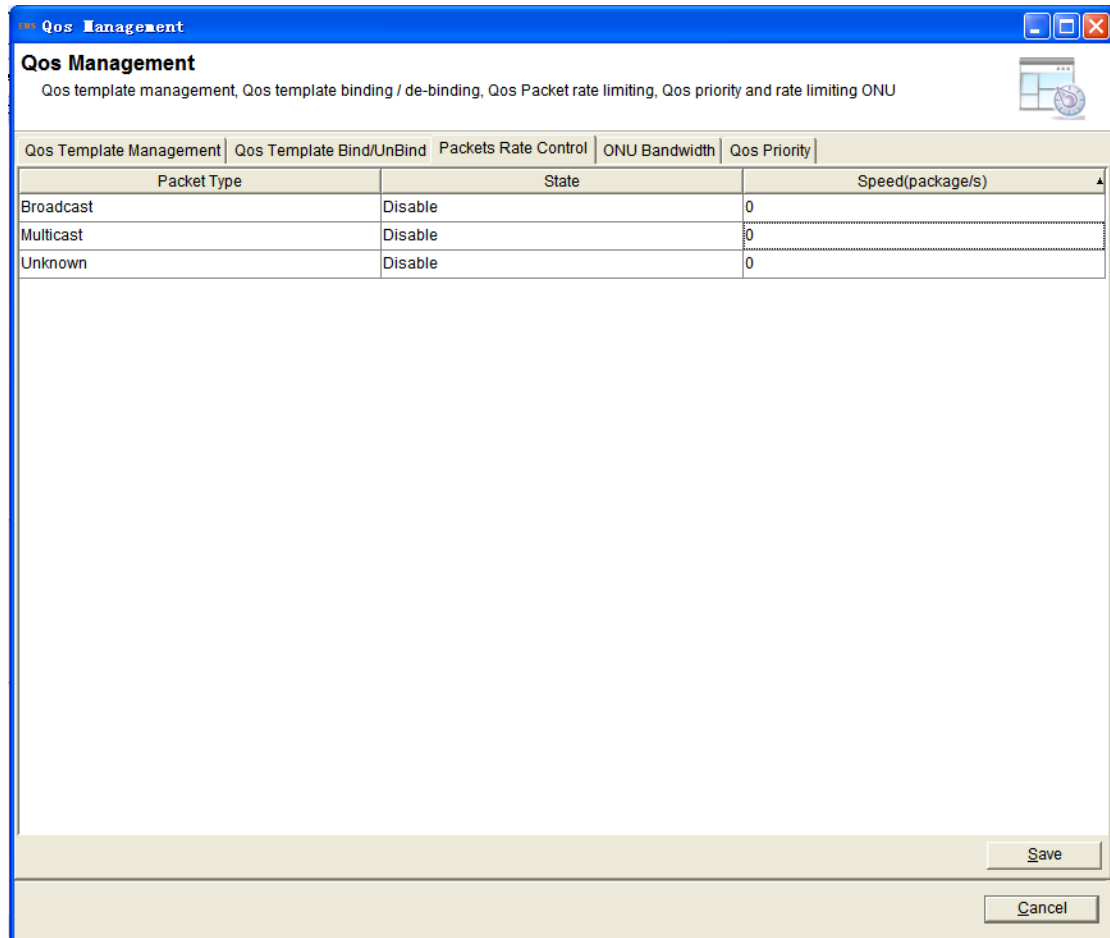 EMS Qos Management
Qos Management
Qos template management, Qos template binding / de-binding, Qos Packet rate limiting, Qos priority and rate limiting ONU
Qos Template Management Qos Template Bind/UnBind Packets Rate Control ONU Bandwidth Qos Priority
Packet Type State Speed(package/s)
Broadcast Disable 0
Multicast Disable 0
Unknown Disable 0
Save
Cancel